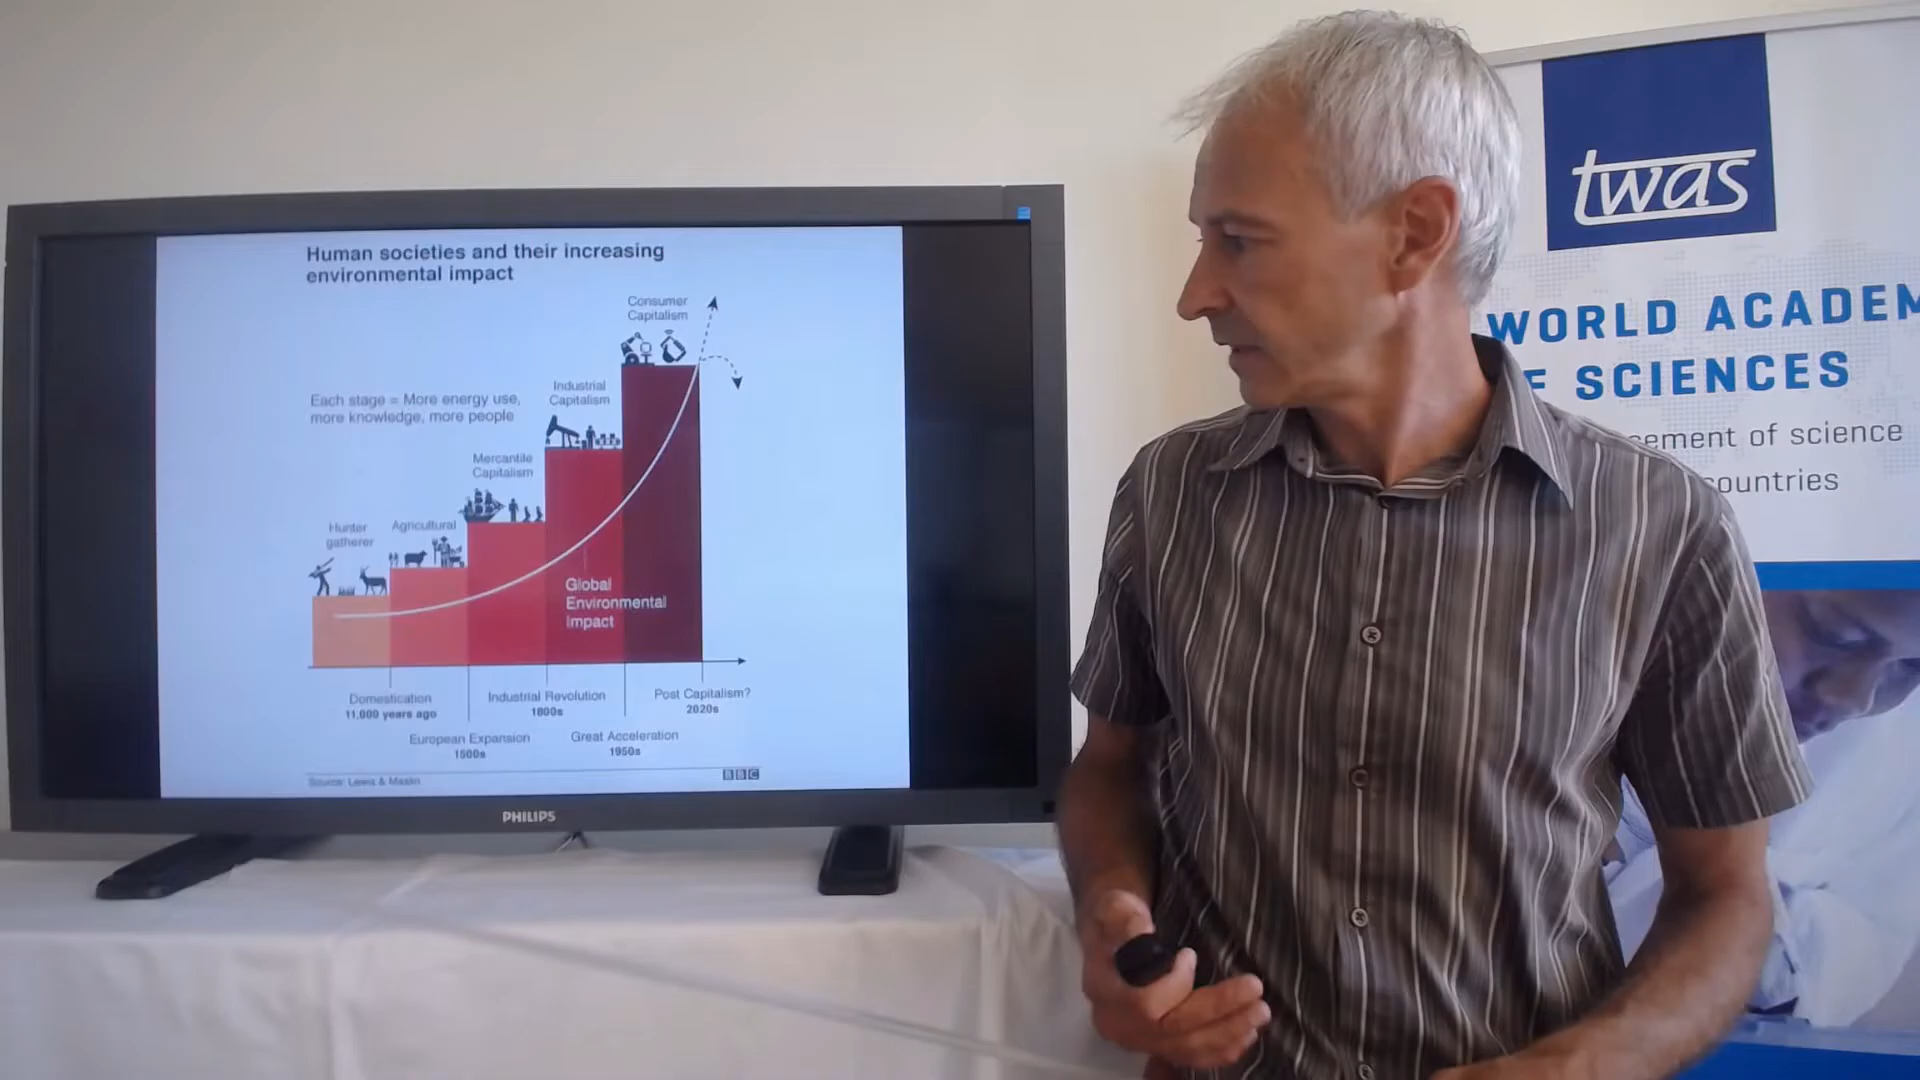 Human societies and their increasing
environmental impact
Consumer
Capitalism
Each stage = More energy use,
more knowledge, more people
Industrial
Capitalism
Mercantile
Capitalism
Hunter
gatherer
Agricultural
Global
Environmental
Impact
Domestication
11,000 years ago
Industrial Revolution
1800s
Post Capitalism?
2020s
European Expansion
1500s
Great Acceleration
1950s
Source: Lewis & Maslin
BBC
PHILIPS
twas
WORLD ACADEM
SCIENCES
cement of science
countries